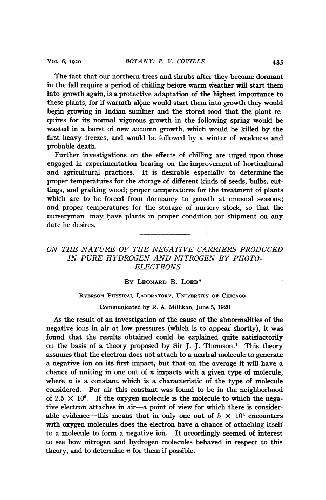 VOL. 6, 1920 BOTANY: F. V. COVILLE 435
The fact that our northern trees and shrubs after they become dormant
in the fall require a period of chilling before warm weather will start them
into growth again, is a protective adaptation of the highest importance to
these plants, for if warmth alone would start them into growth they would
begin growing in Indian summer and the stored food that the plant re-
quires for its normal vigorous growth in the following spring would be
wasted in a burst of new autumn growth, which would be killed by the
first heavy freezes, and would be followed by a winter of weakness and
probable death.
Further investigations on the effects of chilling are urged upon those
engaged in experimentation bearing on the improvement of horticultural
and agricultural practices. It is desirable especially to determine the
proper temperatures for the storage of different kinds of seeds, bulbs, cut-
tings, and grafting wood; proper temperatures for the treatment of plants
which are to be forced from dormancy to growth at unusual seasons;
and proper temperatures for the storage of nursery stock, so that the
nurseryman may have plants in proper condition for shipment on any
date he desires.
ON THE NATURE OF THE NEGATIVE CARRIERS PRODUCED
IN PURE HYDROGEN AND NITROGEN BY PHOTO-
ELECTRONS
BY LEONARD B. LOEB*
RYERSON PHYSICAL LABORATORY, UNIVERSITY OF CHICAGO
Communicated by R. A. Millikan, June 5, 1920
As the result of an investigation of the cause of the abnormalities of the
negative ions in air at low pressures (which is to appear shortly), it was
found that the results obtained could be explained quite satisfactorily
on the basis of a theory proposed by Sir J. J. Thomson.¹ This theory
assumes that the electron does not attach to a neutral molecule to generate
a negative ion on its first impact, but that on the average it will have a
chance of uniting in one out of n impacts with a given type of molecule,
where n is a constant which is a characteristic of the type of molecule
considered. For air this constant was found to be in the neighborhood
of 2.5 × 10⁵. If the oxygen molecule is the molecule to which the nega-
tive electron attaches in air—a point of view for which there is consider-
able evidence—this means that in only one out of 5 × 10⁴ encounters
with oxygen molecules does the electron have a chance of attaching itself
to a molecule to form a negative ion. It accordingly seemed of interest
to see how nitrogen and hydrogen molecules behaved in respect to this
theory, and to determine n for them if possible.